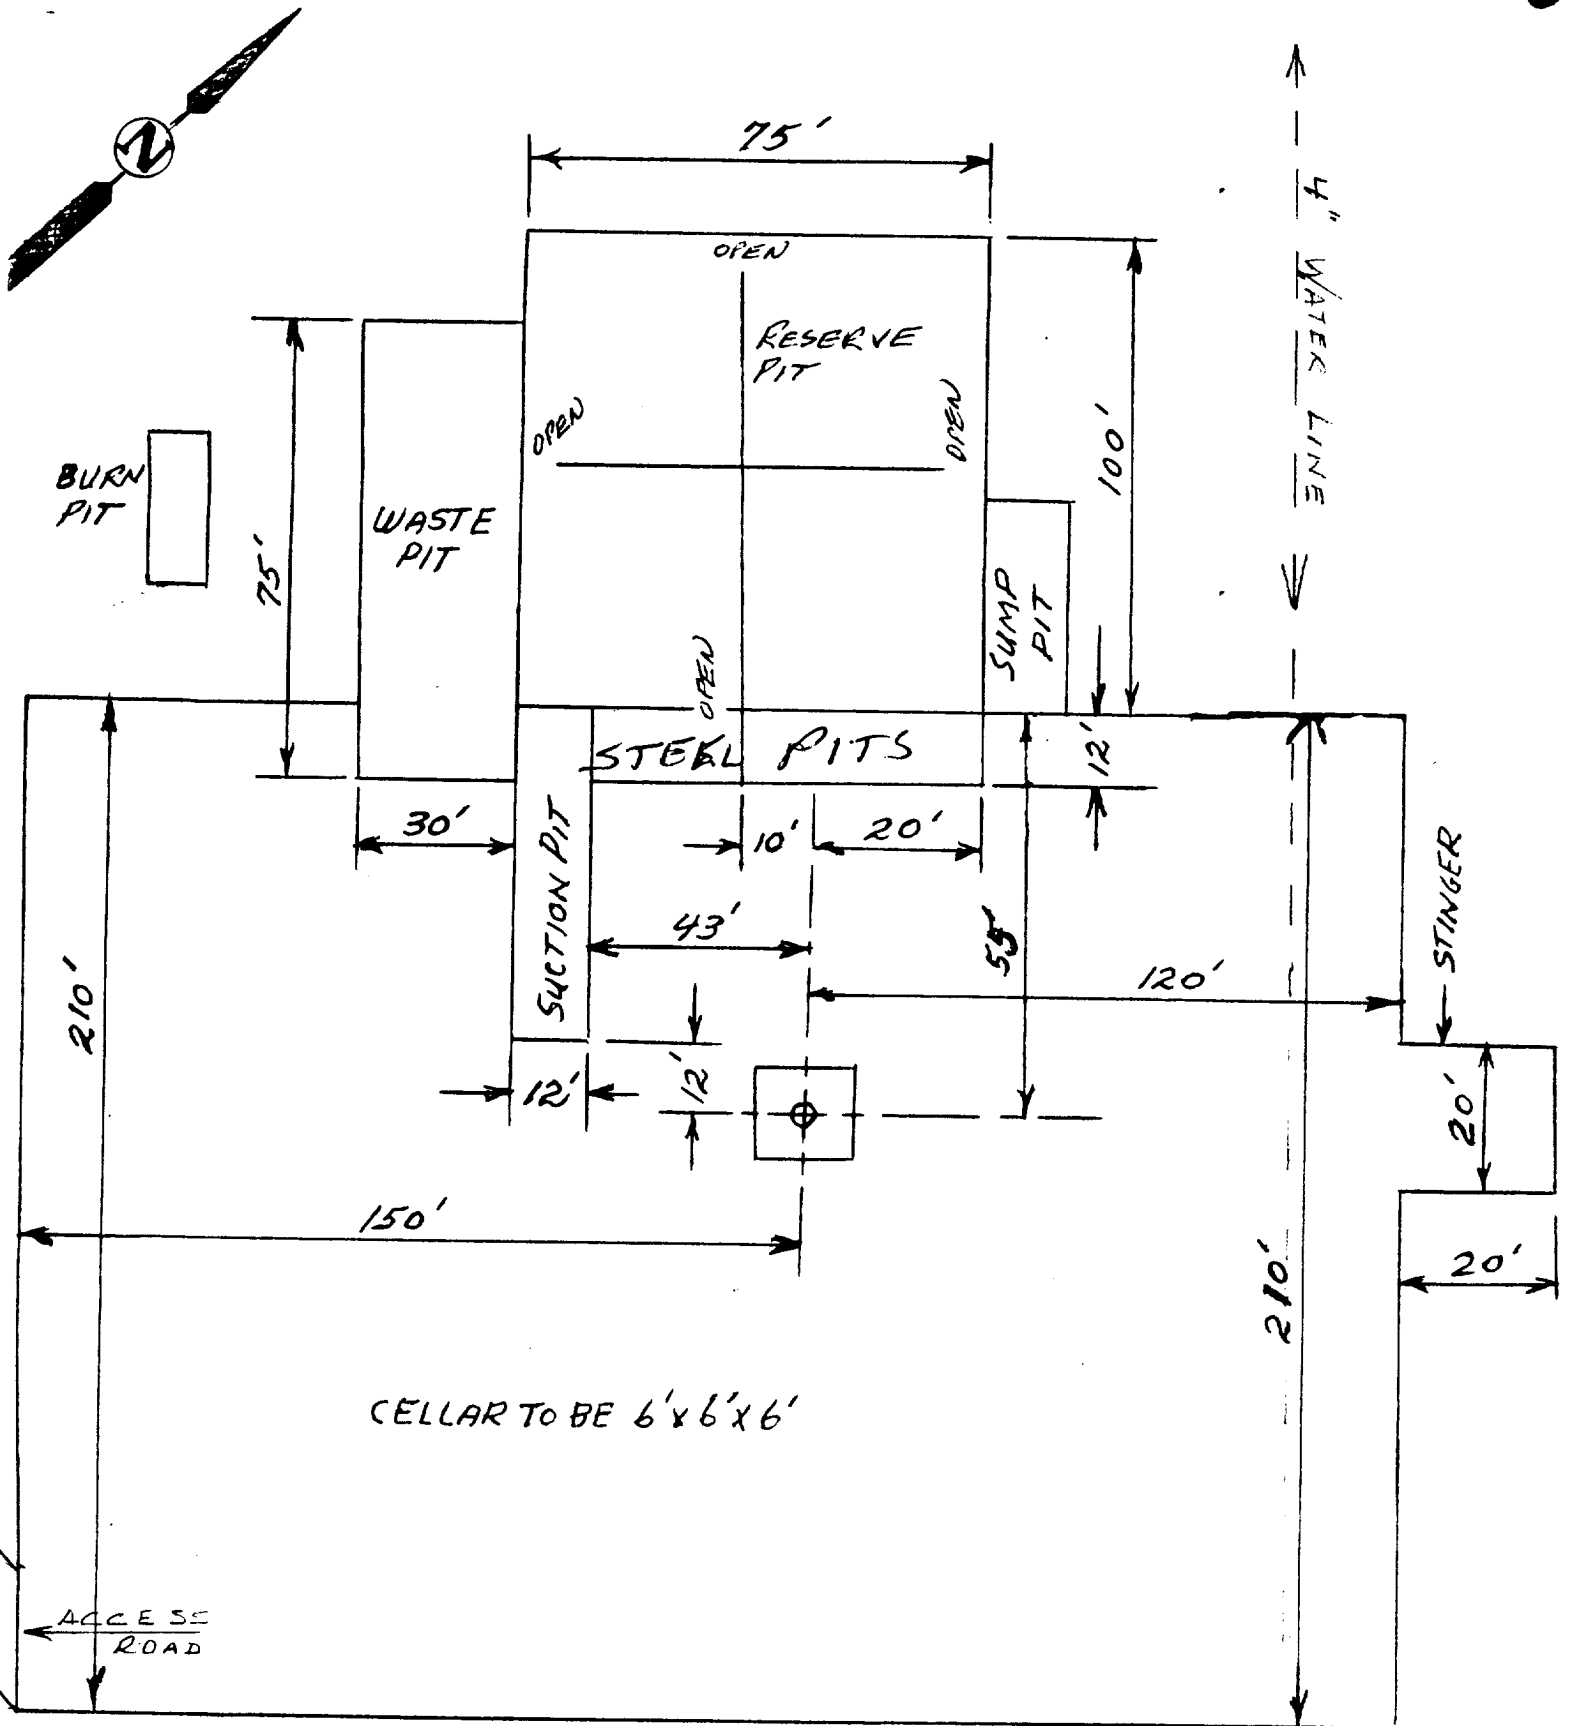 N
75'
4" WATER LINE
OPEN
RESERVE
PIT
OPEN
OPEN
100'
BURN
PIT
WASTE
PIT
75'
SUMP
PIT
OPEN
STEEL PITS
12'
30'
SUCTION PIT
10'
20'
STINGER
43'
55'
120'
210'
12'
12'
20'
150'
20'
210'
CELLAR TO BE 6'x6'x6'
ACCESS
ROAD